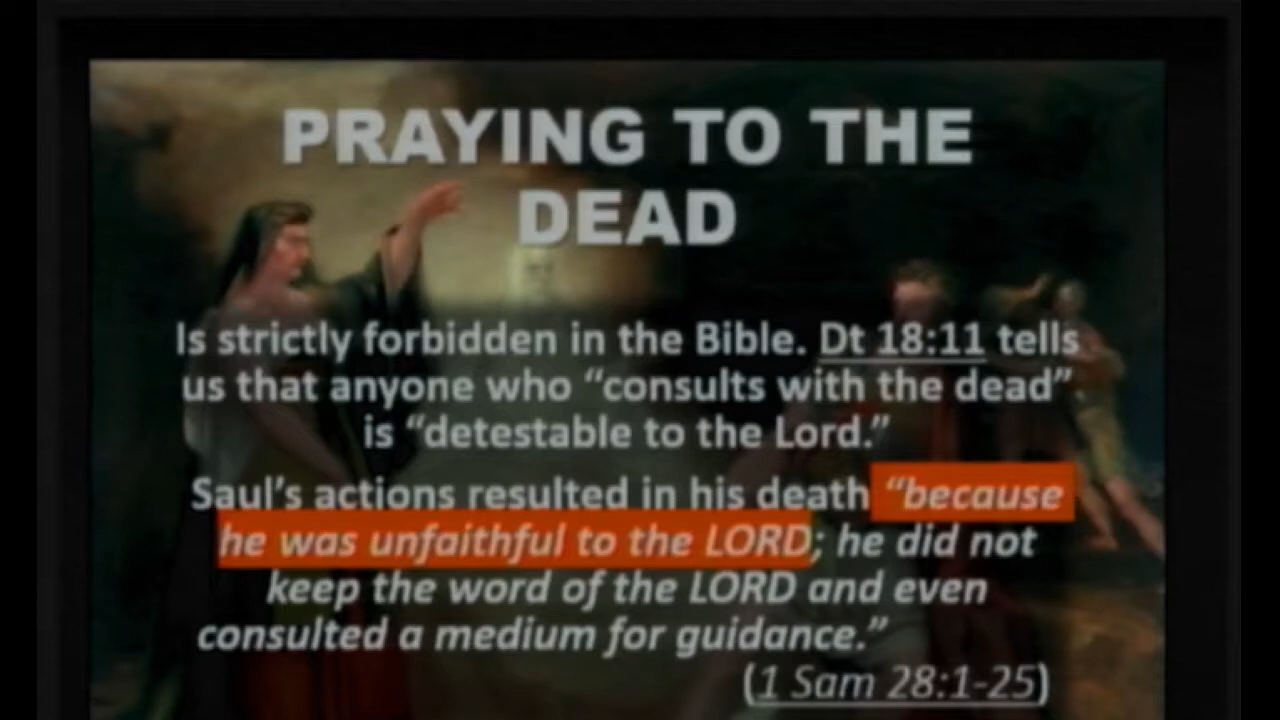 PRAYING TO THE
DEAD
Is strictly forbidden in the Bible. Dt 18:11 tells
us that anyone who “consults with the dead”
is “detestable to the Lord.”
Saul’s actions resulted in his death “because
he was unfaithful to the LORD; he did not
keep the word of the LORD and even
consulted a medium for guidance.”
(1 Sam 28:1-25)